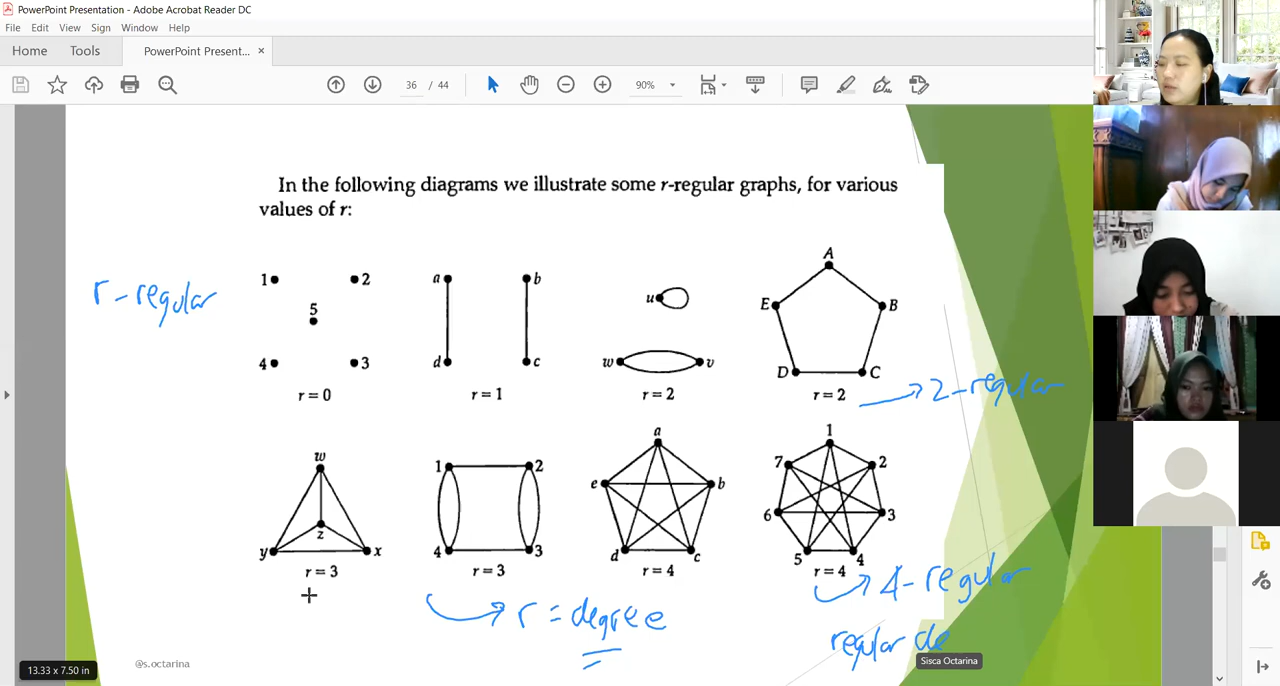 PowerPoint Presentation - Adobe Acrobat Reader DC
File Edit View Sign Window Help
Home Tools PowerPoint Present... ×
36 / 44 90%
In the following diagrams we illustrate some r-regular graphs, for various
values of r:
r-regular
1 2 5 4 3
r = 0
a b d c
r = 1
u w v
r = 2
A E B D C
r = 2
2-regular
w z y x
r = 3
1 2 4 3
r = 3
a e b d c
r = 4
1 7 2 6 3 5 4
r = 4
4-regular
r = degree
regular de
Sisca Octarina
@s.octarina
13.33 x 7.50 in